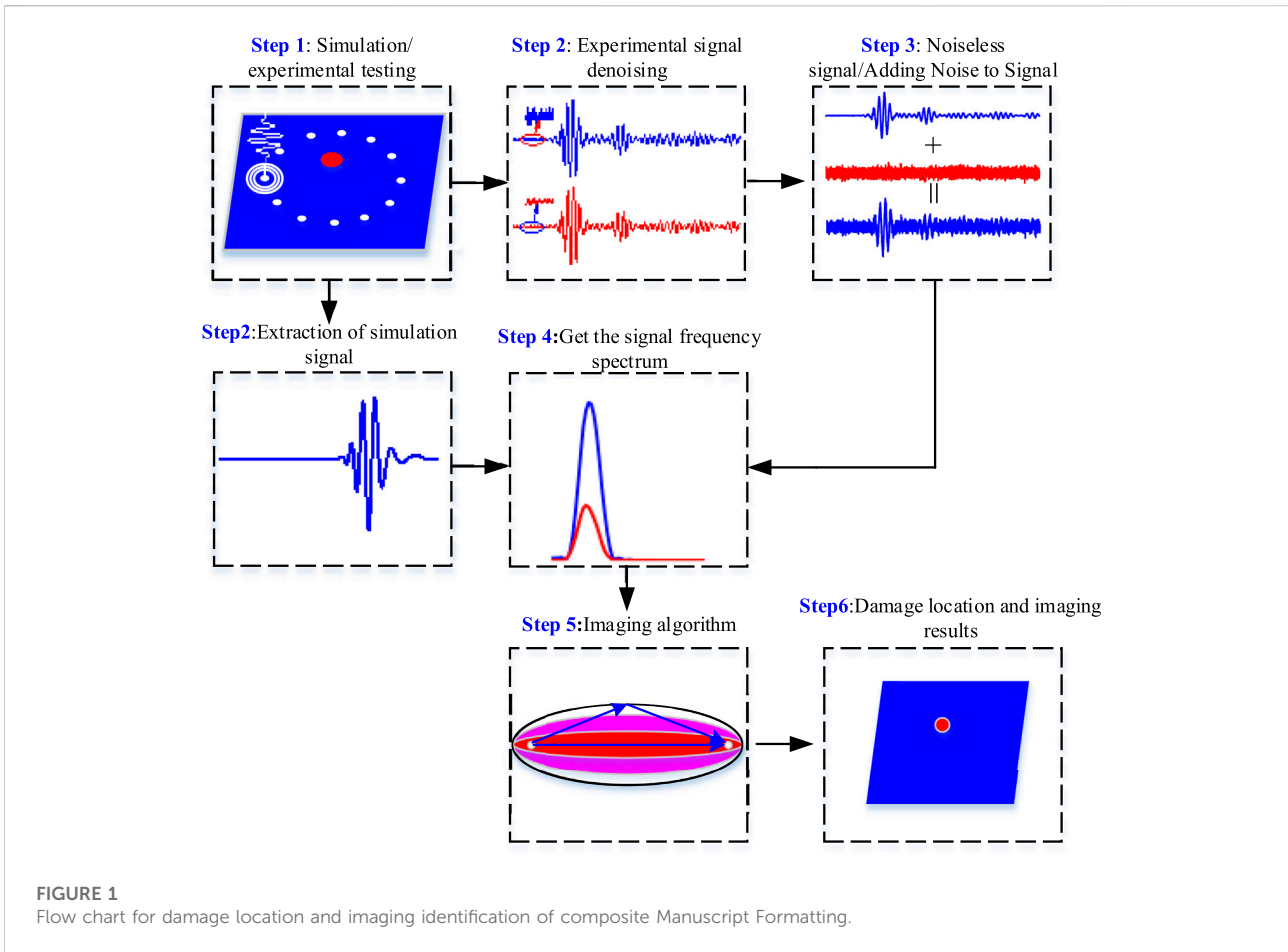 Step 1: Simulation/
experimental testing
Step 2: Experimental signal
denoising
Step 3: Noiseless
signal/Adding Noise to Signal
+
=
Step2:Extraction of simulation
signal
Step 4:Get the signal frequency
spectrum
Step 5:Imaging algorithm
Step6:Damage location and imaging
results
FIGURE 1
Flow chart for damage location and imaging identification of composite Manuscript Formatting.